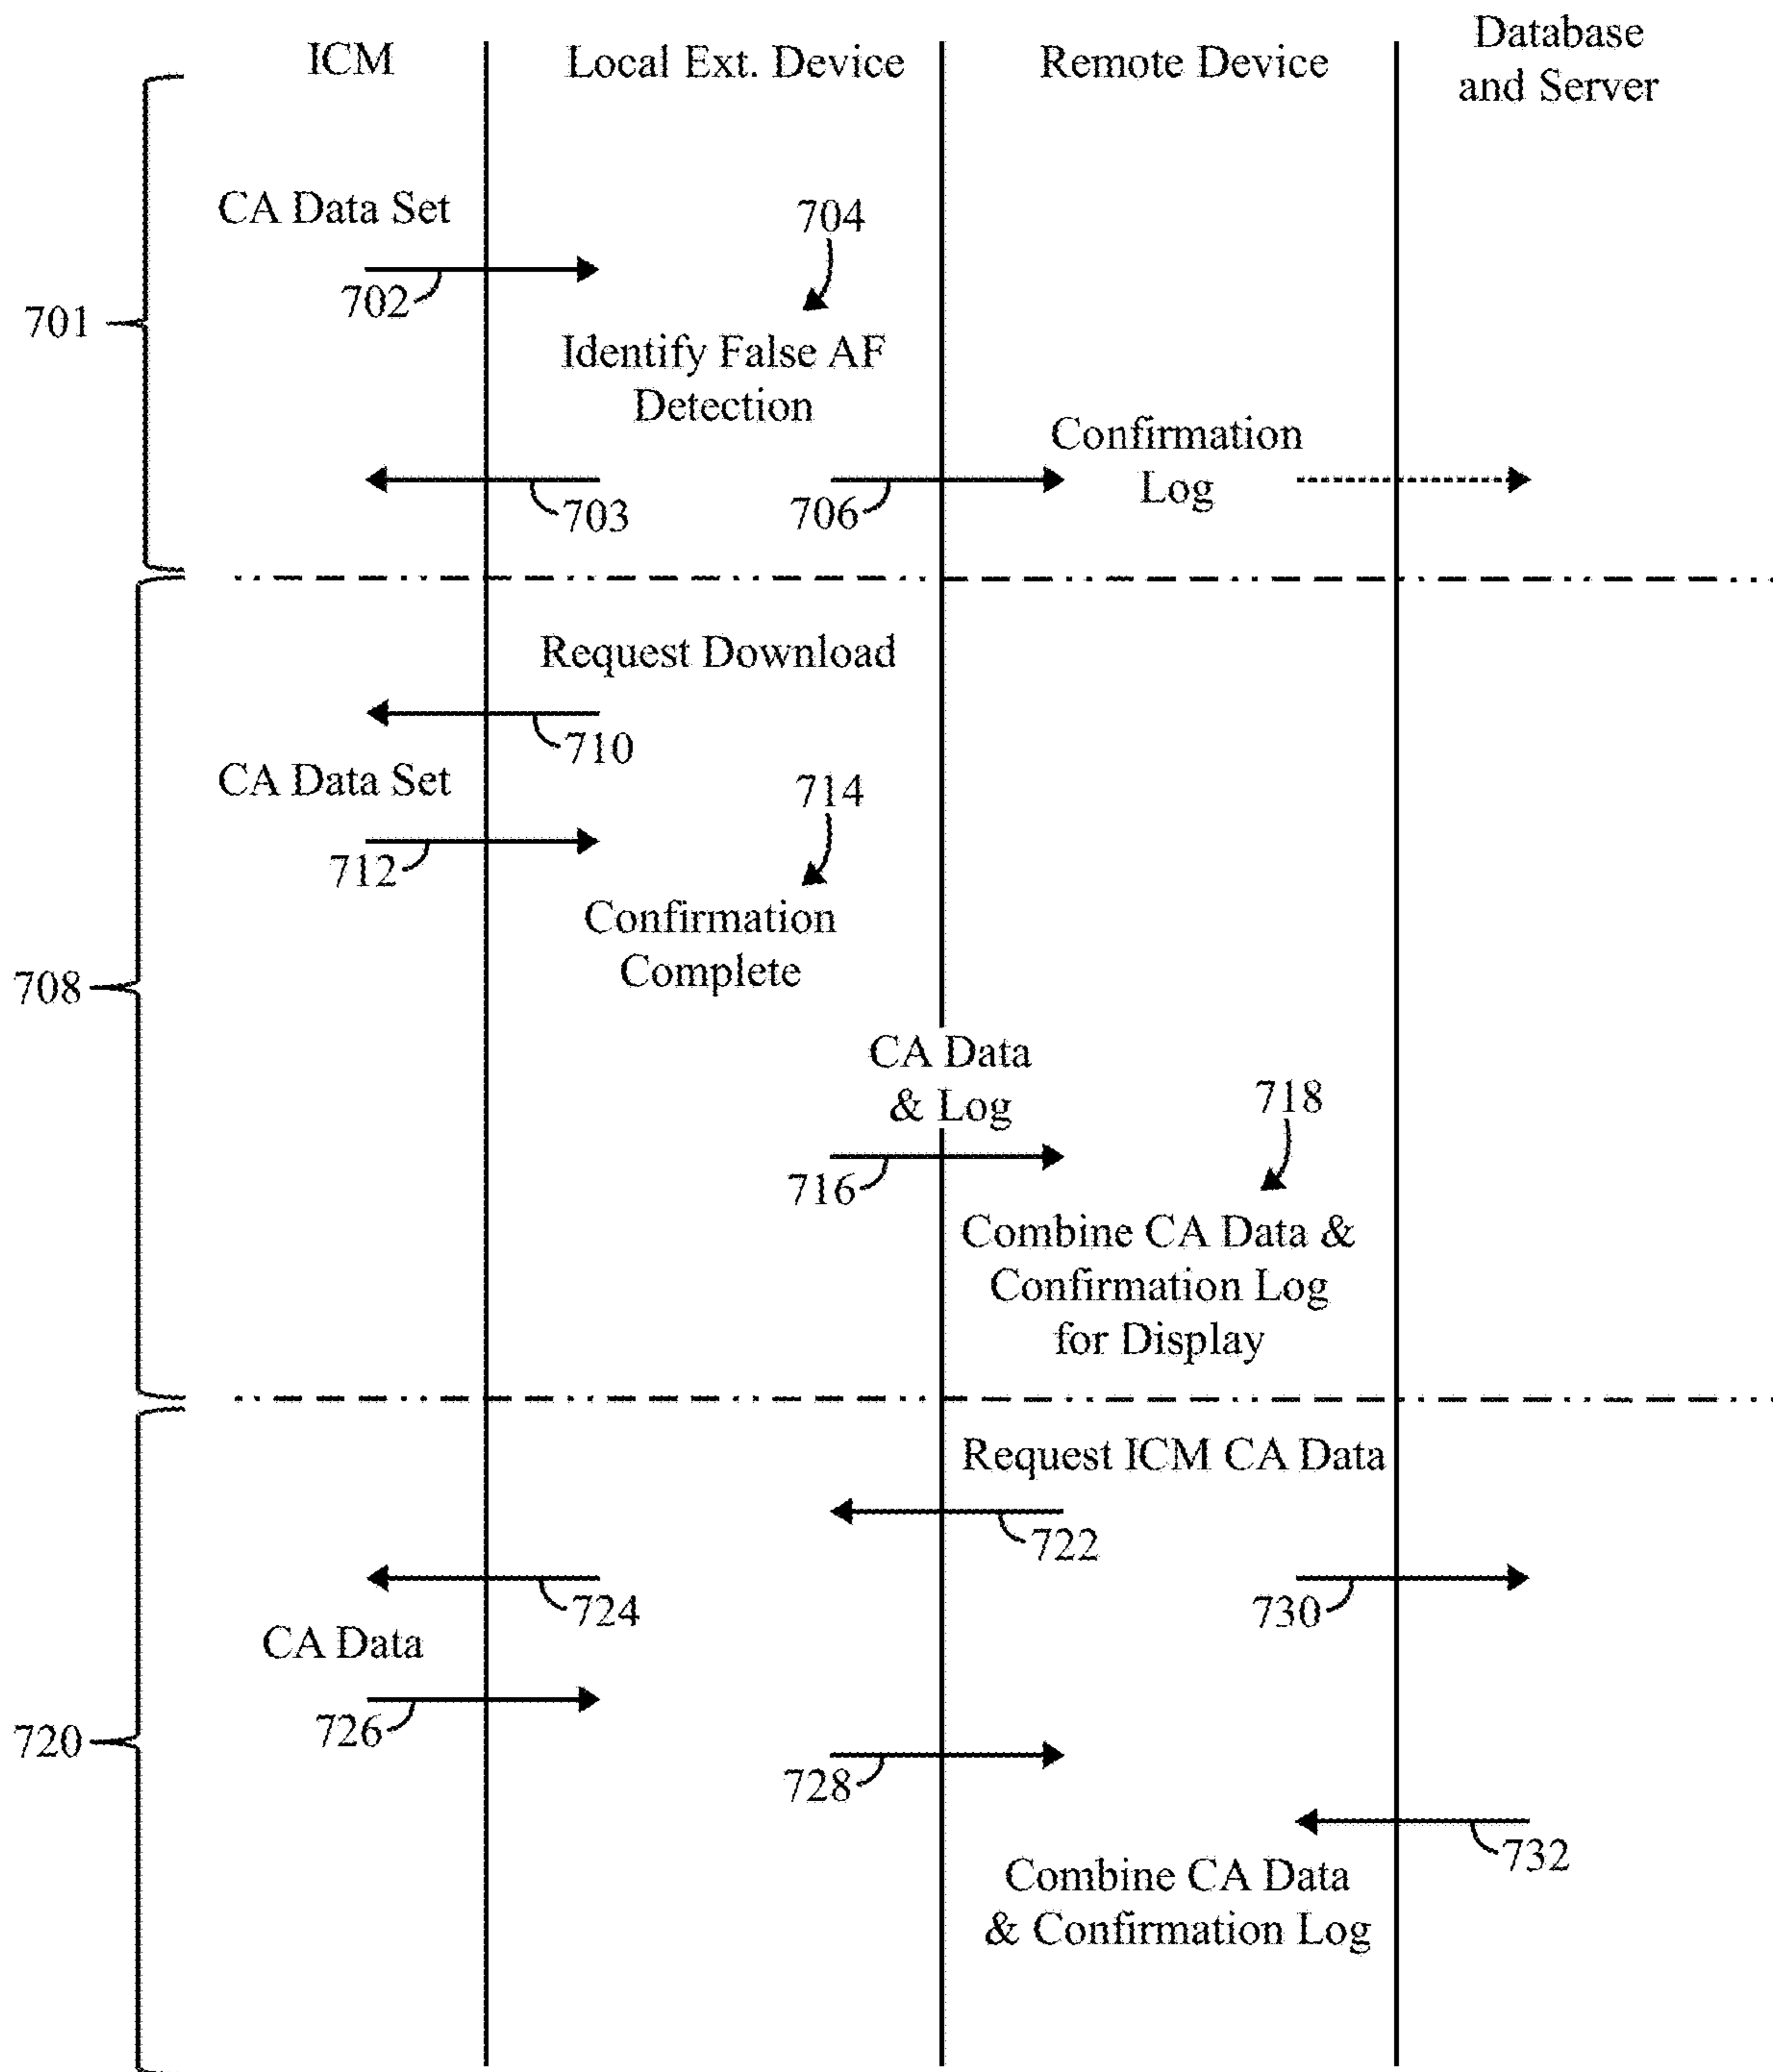 ICM
Local Ext. Device
Remote Device
Database
and Server
CA Data Set
704
702
701
Identify False AF
Detection
Confirmation
Log
703
706
Request Download
710
CA Data Set
714
712
Confirmation
Complete
708
CA Data
& Log
718
716
Combine CA Data &
Confirmation Log
for Display
Request ICM CA Data
722
724
730
CA Data
726
720
728
732
Combine CA Data
& Confirmation Log